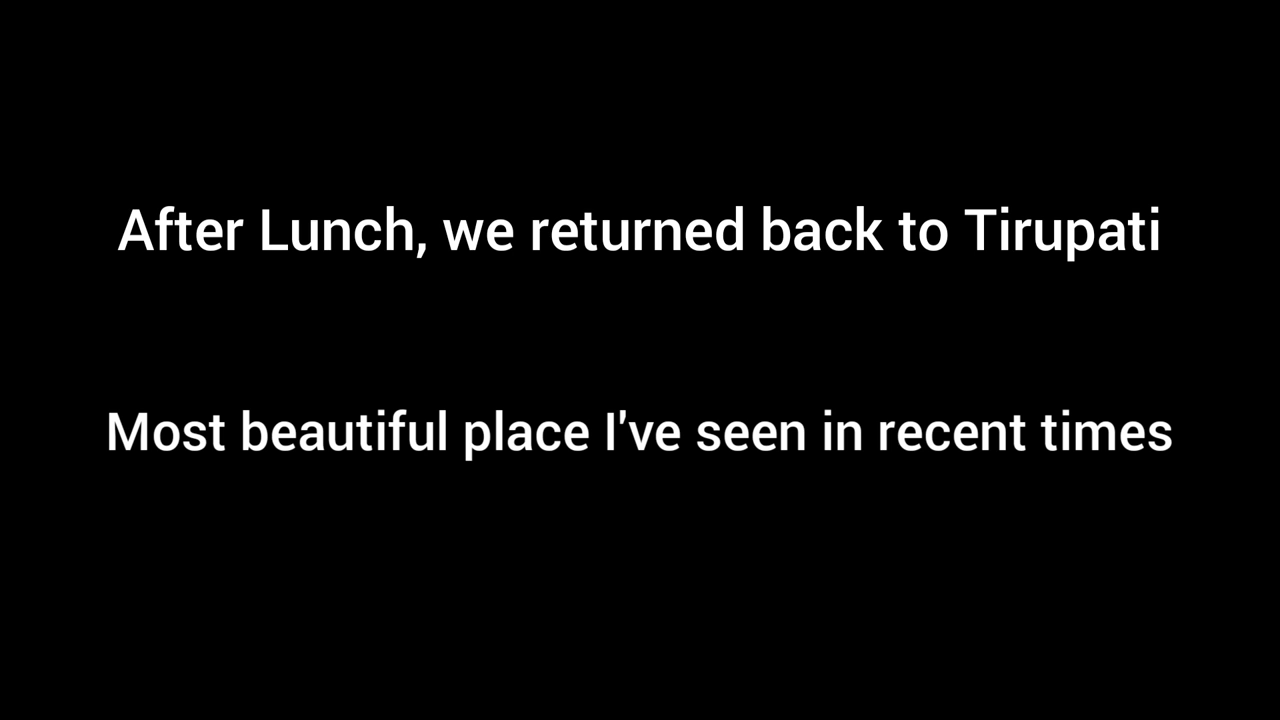 After Lunch, we returned back to Tirupati
Most beautiful place I've seen in recent times